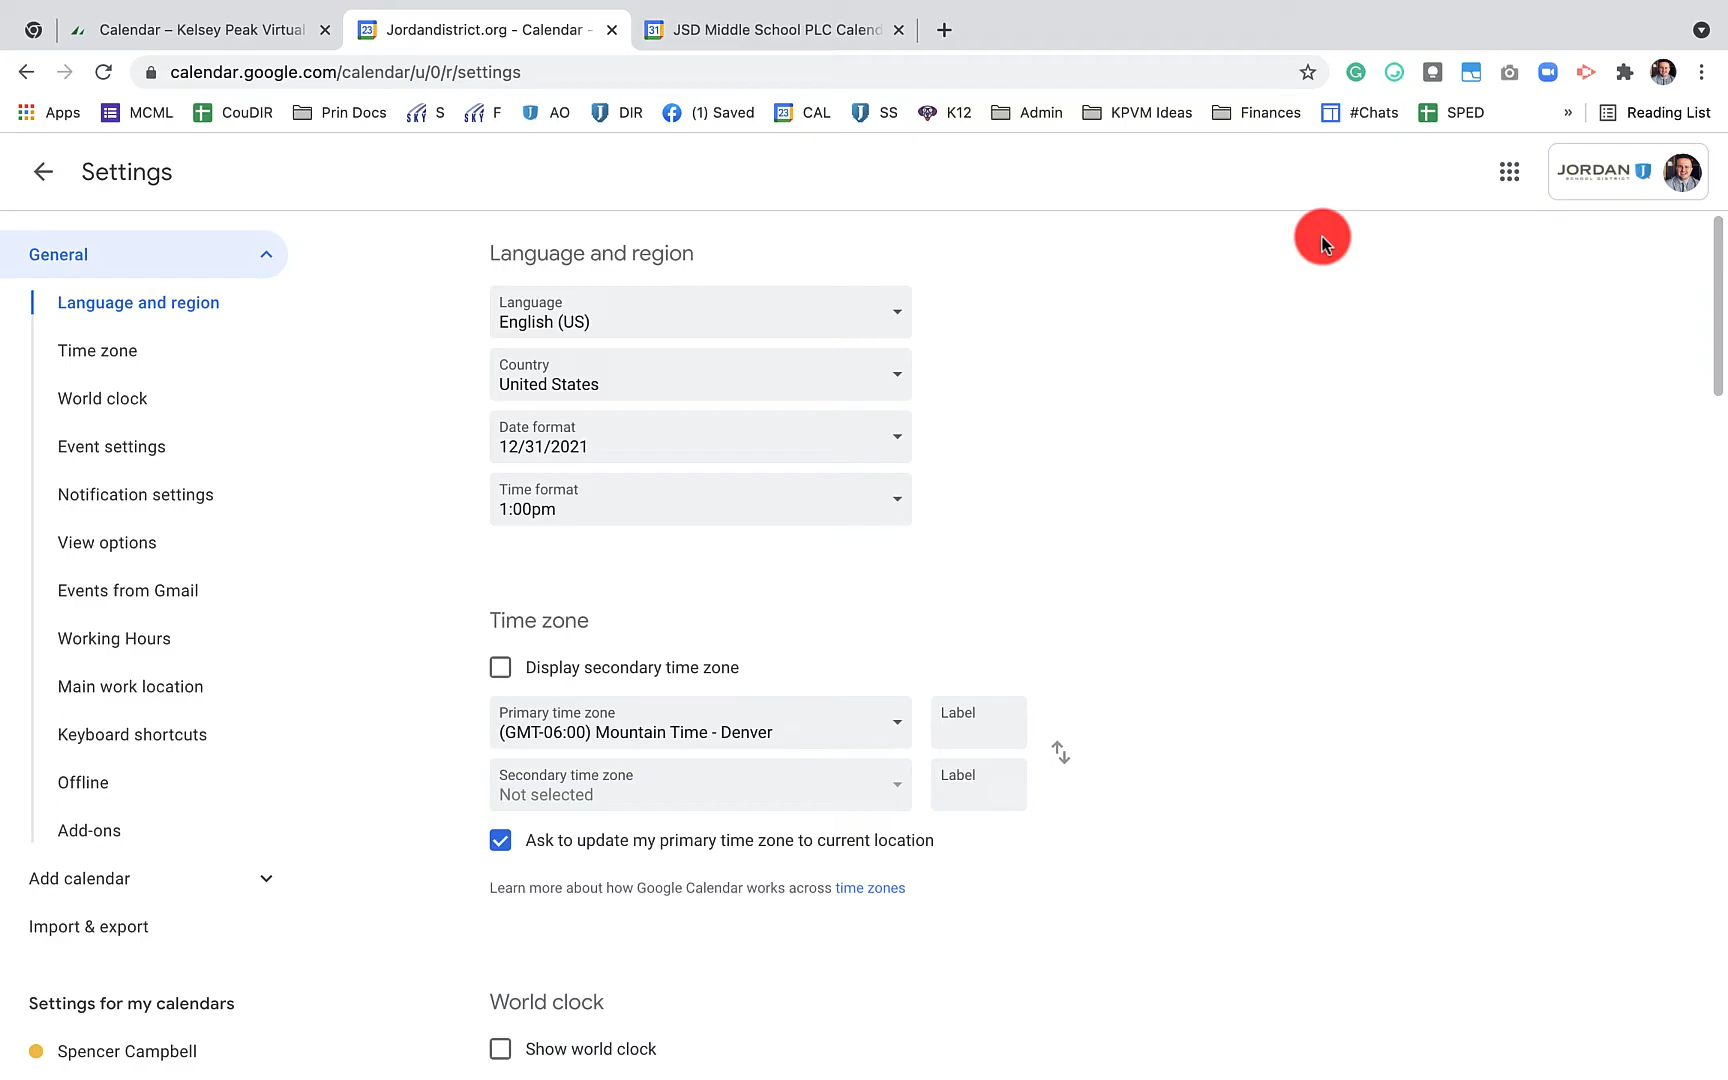 Calendar – Kelsey Peak Virtual
Jordandistrict.org - Calendar -
JSD Middle School PLC Calend
calendar.google.com/calendar/u/0/r/settings
Apps MCML CouDIR Prin Docs S F AO DIR (1) Saved CAL SS K12 Admin KPVM Ideas Finances #Chats SPED » Reading List
Settings
JORDAN
SCHOOL DISTRICT
General
Language and region
Time zone
World clock
Event settings
Notification settings
View options
Events from Gmail
Working Hours
Main work location
Keyboard shortcuts
Offline
Add-ons
Add calendar
Import & export
Settings for my calendars
Spencer Campbell
Language and region
Language
English (US)
Country
United States
Date format
12/31/2021
Time format
1:00pm
Time zone
Display secondary time zone
Primary time zone
(GMT-06:00) Mountain Time - Denver
Label
Secondary time zone
Not selected
Label
Ask to update my primary time zone to current location
Learn more about how Google Calendar works across time zones
World clock
Show world clock